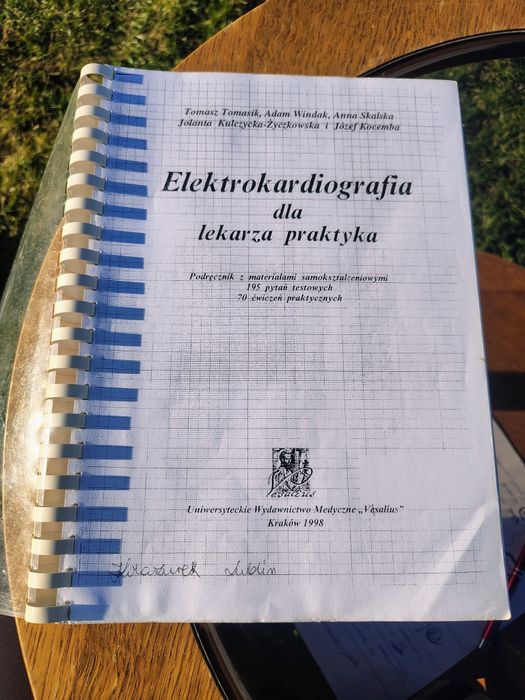 Tomasz Tomasik, Adam Windak, Anna Skalska
Jolanta Kulczycka-Życzkowska i Józef Kocemba
Elektrokardiografia
dla
lekarza praktyka
Podręcznik z materiałami samokształceniowymi
195 pytań testowych
70 ćwiczeń praktycznych
Vesalius
Uniwersyteckie Wydawnictwo Medyczne „Vesalius”
Kraków 1998
Lublin